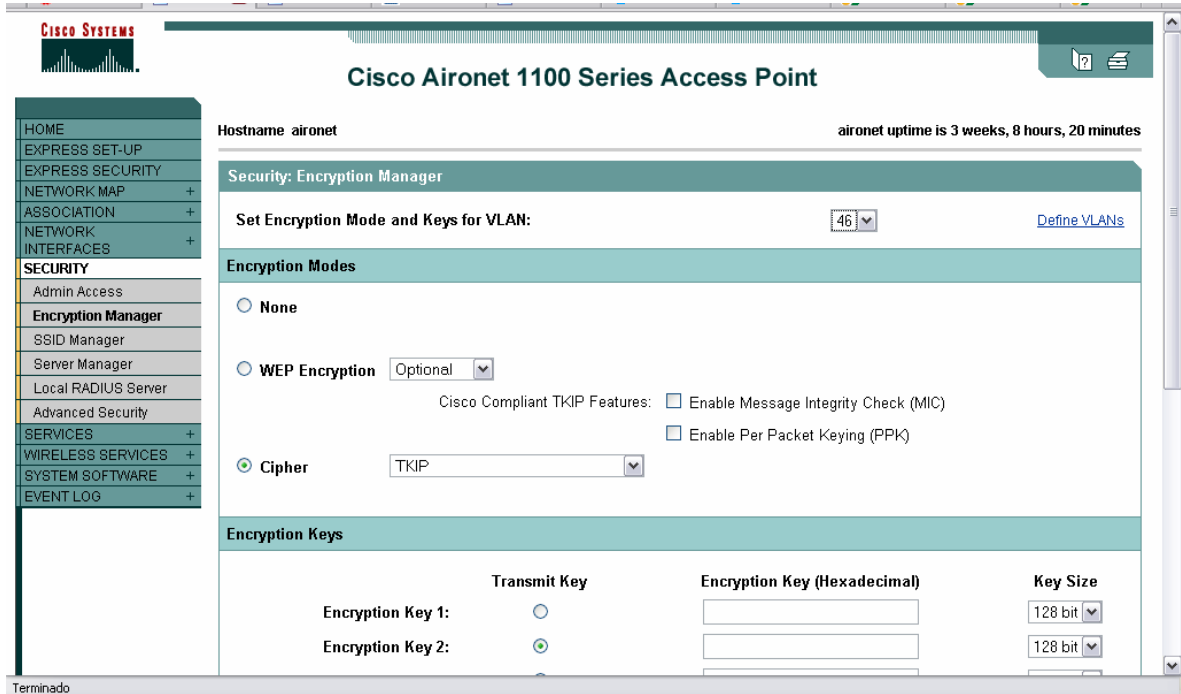 CISCO SYSTEMS
Cisco Aironet 1100 Series Access Point
HOME
EXPRESS SET-UP
EXPRESS SECURITY
NETWORK MAP +
ASSOCIATION +
NETWORK INTERFACES +
SECURITY
Admin Access
Encryption Manager
SSID Manager
Server Manager
Local RADIUS Server
Advanced Security
SERVICES +
WIRELESS SERVICES +
SYSTEM SOFTWARE +
EVENT LOG +
Hostname aironet
aironet uptime is 3 weeks, 8 hours, 20 minutes
Security: Encryption Manager
Set Encryption Mode and Keys for VLAN: 46 Define VLANs
Encryption Modes
None
WEP Encryption Optional
Cisco Compliant TKIP Features: Enable Message Integrity Check (MIC)
Enable Per Packet Keying (PPK)
Cipher TKIP
Encryption Keys
Transmit Key Encryption Key (Hexadecimal) Key Size
Encryption Key 1: 128 bit
Encryption Key 2: 128 bit
Terminado